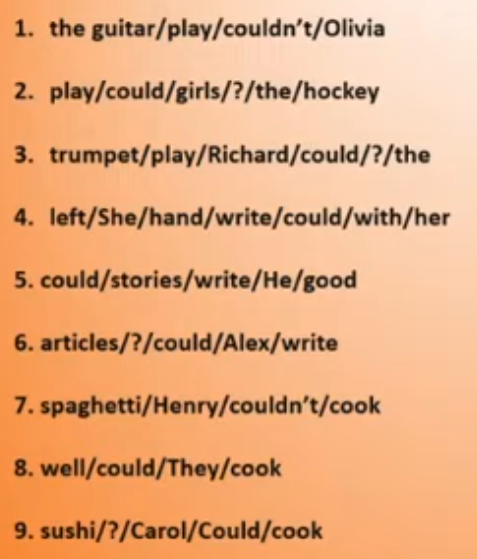 1. the guitar/play/couldn't/Olivia
2. play/could/girls/?/the/hockey
3. trumpet/play/Richard/could/?/the
4. left/She/hand/write/could/with/her
5. could/stories/write/He/good
6. articles/?/could/Alex/write
7. spaghetti/Henry/couldn't/cook
8. well/could/They/cook
9. sushi/?/Carol/Could/cook